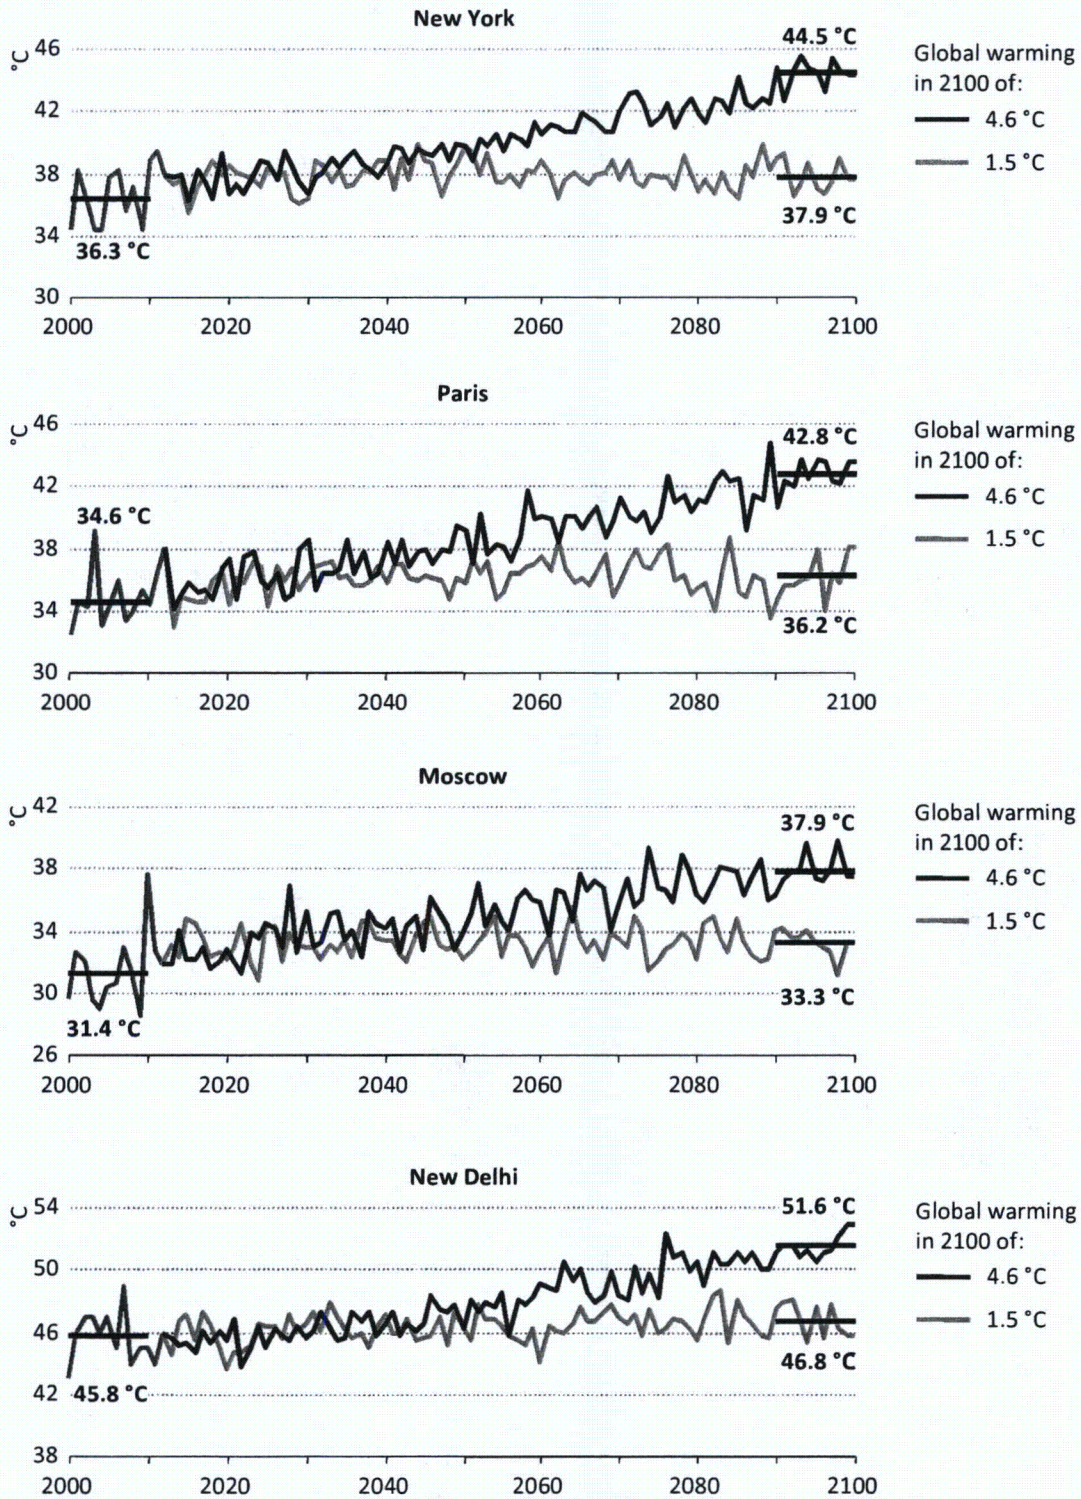 New York
°C
46
42
38
34
30
44.5 °C
37.9 °C
36.3 °C
2000 2020 2040 2060 2080 2100
Global warming
in 2100 of:
4.6 °C
1.5 °C
Paris
°C
46
42
38
34
30
42.8 °C
34.6 °C
36.2 °C
2000 2020 2040 2060 2080 2100
Global warming
in 2100 of:
4.6 °C
1.5 °C
Moscow
°C
42
38
34
30
26
37.9 °C
33.3 °C
31.4 °C
2000 2020 2040 2060 2080 2100
Global warming
in 2100 of:
4.6 °C
1.5 °C
New Delhi
°C
54
50
46
42
38
51.6 °C
46.8 °C
45.8 °C
2000 2020 2040 2060 2080 2100
Global warming
in 2100 of:
4.6 °C
1.5 °C